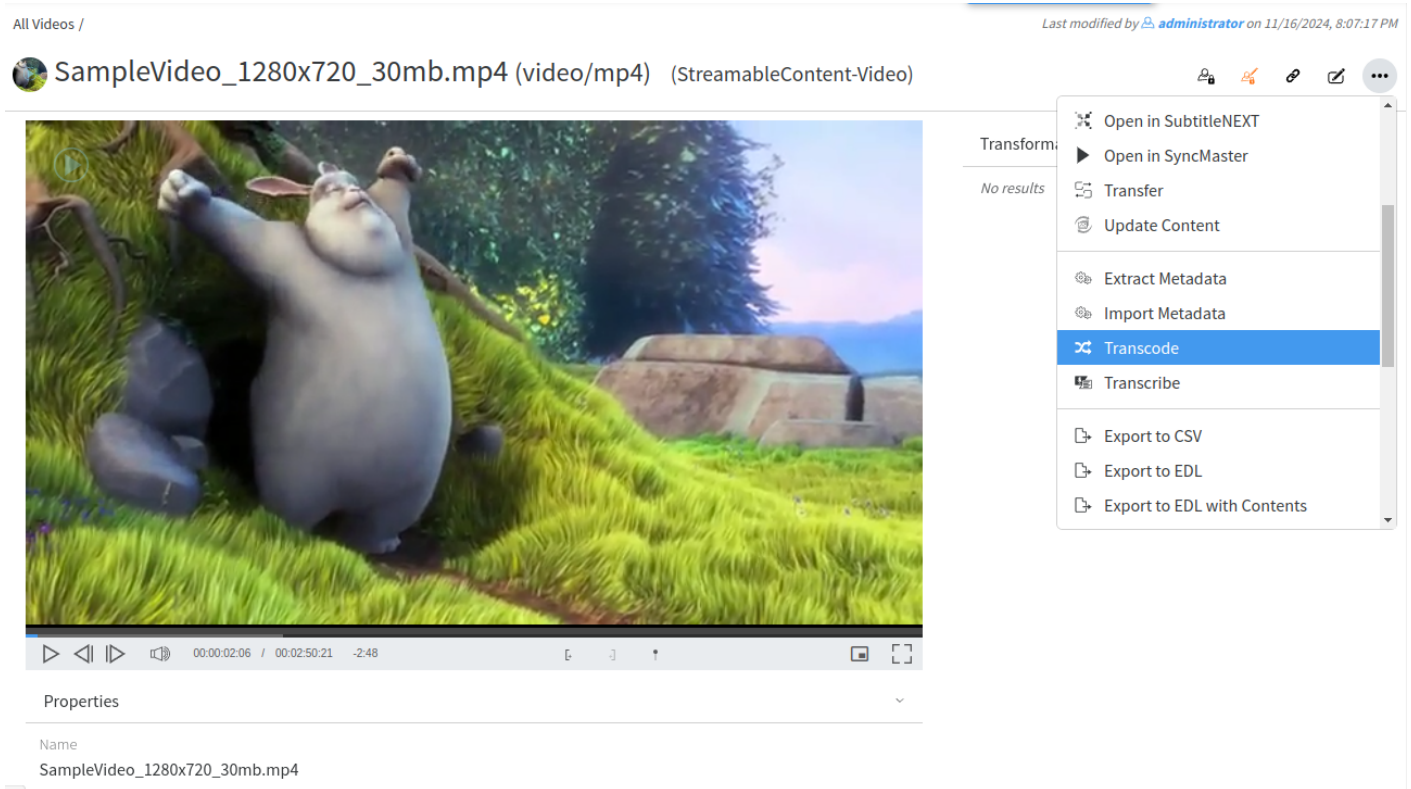 All Videos /
Last modified by administrator on 11/16/2024, 8:07:17 PM
SampleVideo_1280x720_30mb.mp4 (video/mp4) (StreamableContent-Video)
Transforma
No results
Open in SubtitleNEXT
Open in SyncMaster
Transfer
Update Content
Extract Metadata
Import Metadata
Transcode
Transcribe
Export to CSV
Export to EDL
Export to EDL with Contents
00:00:02:06 / 00:02:50:21 -2:48
Properties
Name
SampleVideo_1280x720_30mb.mp4